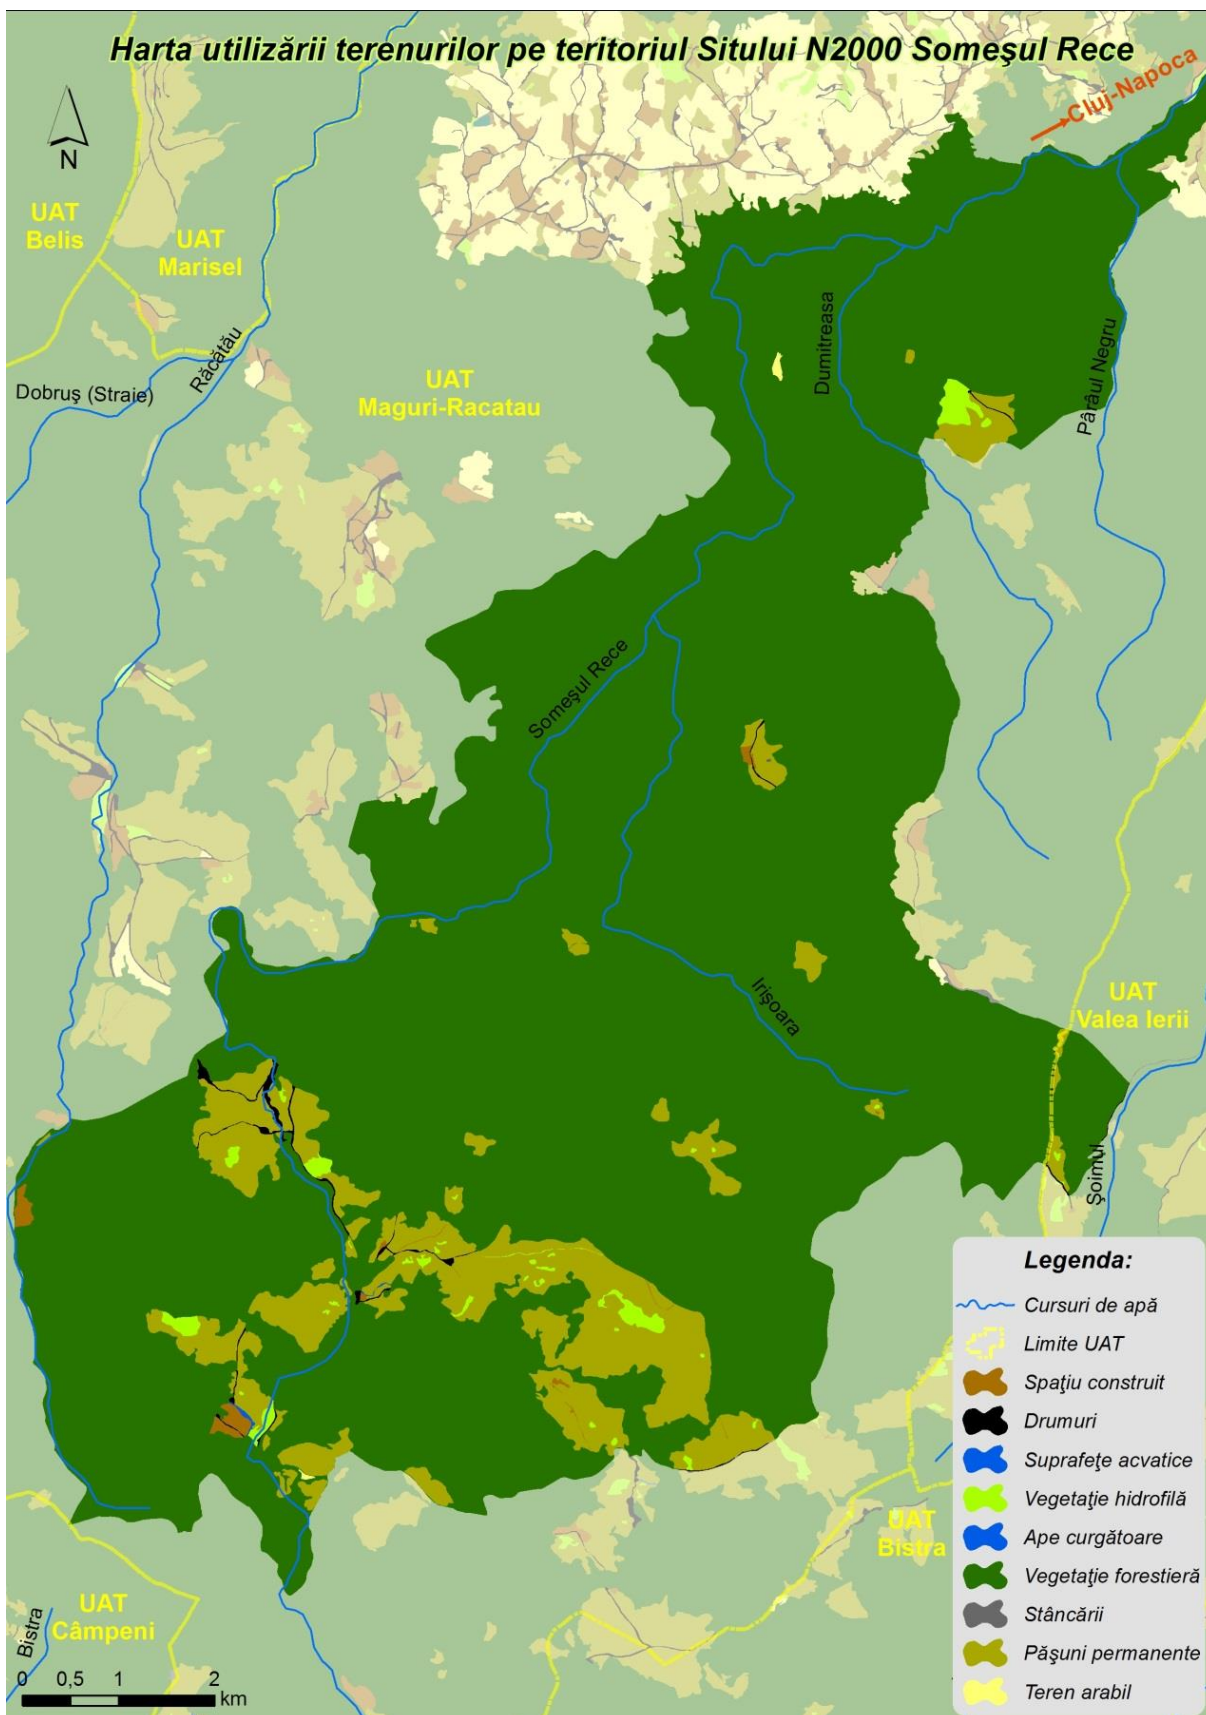 Harta utilizării terenurilor pe teritoriul Sitului N2000 Someşul Rece
Cluj-Napoca
N
UAT
Belis
UAT
Marisel
Răcătău
Dobruş (Straie)
UAT
Maguri-Racatau
Dumitreasa
Pârâul Negru
Someşul Rece
Irişoara
UAT
Valea Ierii
Şoimul
UAT
Bistra
UAT
Câmpeni
Bistra
0 0,5 1 2
km
Legenda:
Cursuri de apă
Limite UAT
Spaţiu construit
Drumuri
Suprafeţe acvatice
Vegetaţie hidrofilă
Ape curgătoare
Vegetaţie forestieră
Stâncării
Păşuni permanente
Teren arabil